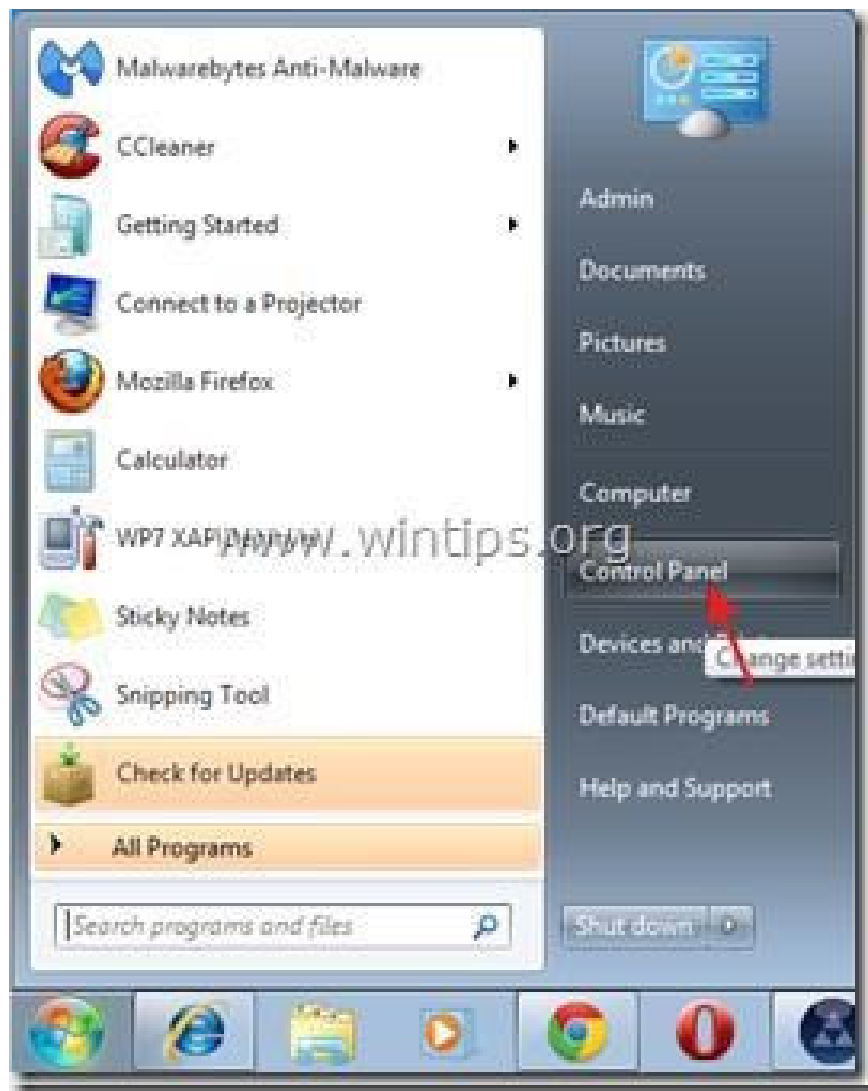 Malwarebytes Anti-Malware
CCleaner
Getting Started
Connect to a Projector
Mozilla Firefox
Calculator
WP7 XAP
Sticky Notes
Snipping Tool
Check for Updates
All Programs
Search programs and files
Admin
Documents
Pictures
Music
Computer
Control Panel
Devices and
Change setti
Default Programs
Help and Support
Shut down
www.wintips.org